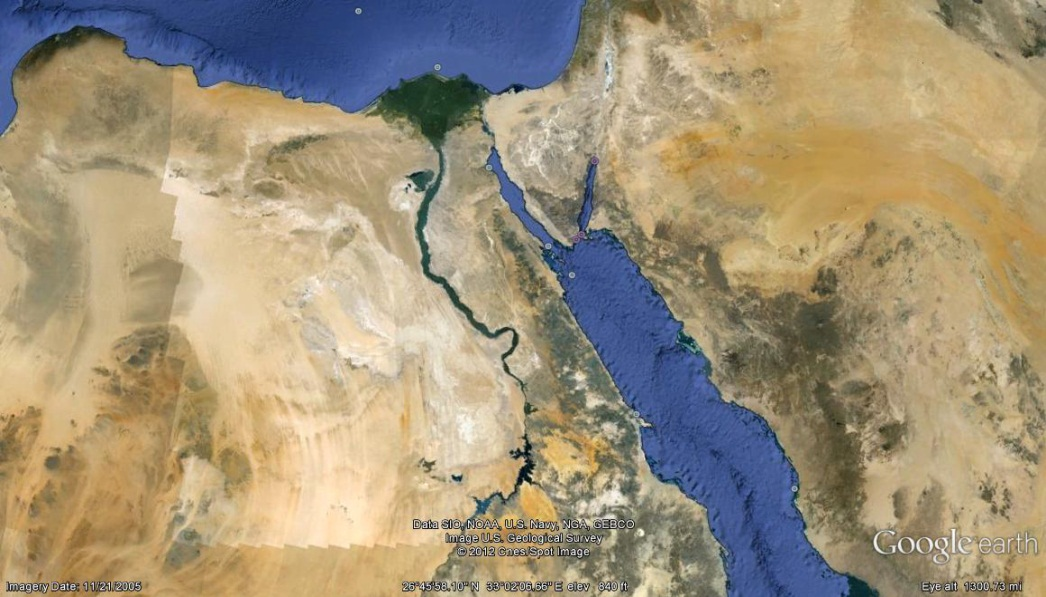 Data SIO, NOAA, U.S. Navy, NGA, GEBCO
Image U.S. Geological Survey
© 2012 Cnes/Spot Image
Google earth
Imagery Date: 11/21/2005
26°45'58.10" N 33°02'06.66" E elev 840 ft
Eye alt 1300.73 mi